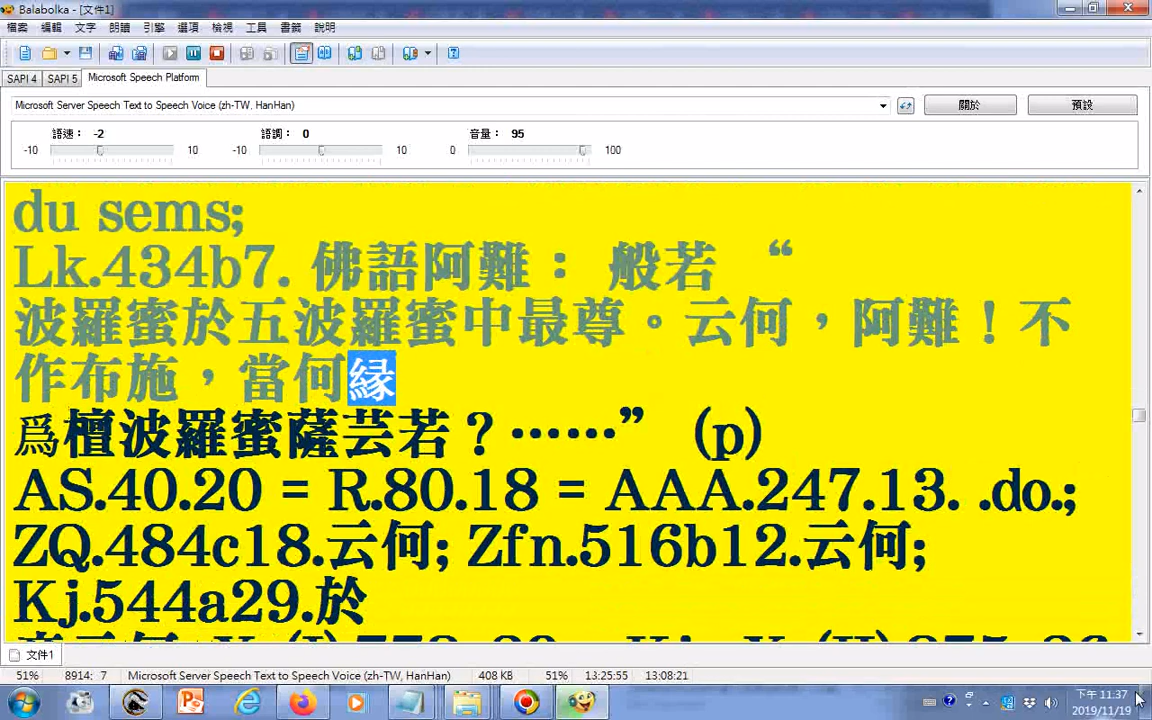 Balabolka - [文件1]
檔案 編輯 文字 朗讀 引擎 選項 檢視 工具 書籤 說明
SAPI 4 SAPI 5 Microsoft Speech Platform
Microsoft Server Speech Text to Speech Voice (zh-TW, HanHan) 關於 預設
語速： -2 語調： 0 音量： 95
-10 10 -10 10 0 100
du sems;
Lk.434b7. 佛語阿難： 般若 “
波羅蜜於五波羅蜜中最尊。云何，阿難！不
作布施，當何緣
爲檀波羅蜜薩芸若？……” (p)
AS.40.20 = R.80.18 = AAA.247.13. .do.;
ZQ.484c18.云何; Zfn.516b12.云何;
Kj.544a29.於
文件1
51% 8914: 7 Microsoft Server Speech Text to Speech Voice (zh-TW, HanHan) 408 KB 51% 13:25:55 13:08:21
下午 11:37
2019/11/19